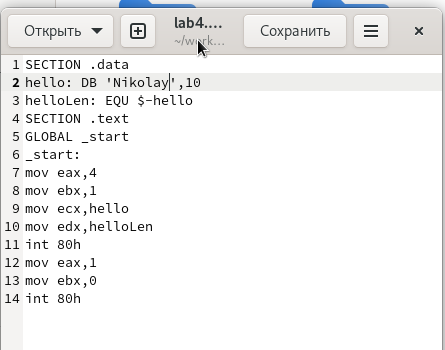 Открыть
lab4....
~/work...
Сохранить
1 SECTION .data
2 hello: DB 'Nikolay',10
3 helloLen: EQU $-hello
4 SECTION .text
5 GLOBAL _start
6 _start:
7 mov eax,4
8 mov ebx,1
9 mov ecx,hello
10 mov edx,helloLen
11 int 80h
12 mov eax,1
13 mov ebx,0
14 int 80h